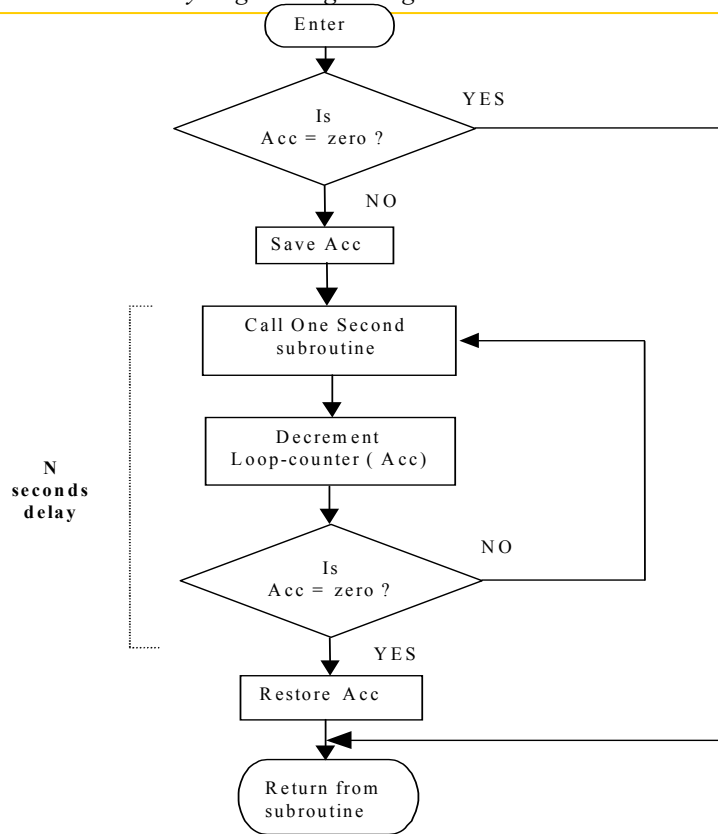 Enter
Is
Acc = zero ?
YES
NO
Save Acc
Call One Second
subroutine
Decrement
Loop-counter ( Acc)
N
seconds
delay
Is
Acc = zero ?
NO
YES
Restore Acc
Return from
subroutine